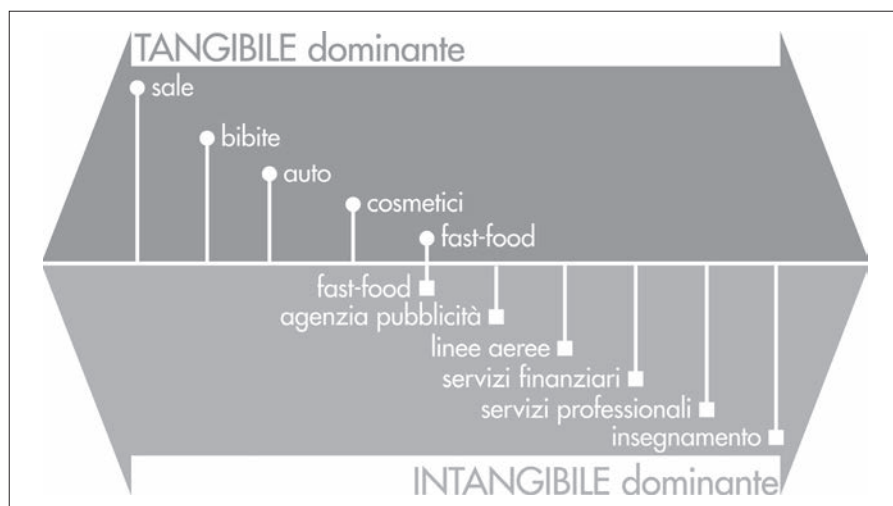 TANGIBILE dominante
sale
bibite
auto
cosmetici
fast-food
fast-food
agenzia pubblicità
linee aeree
servizi finanziari
servizi professionali
insegnamento
INTANGIBILE dominante